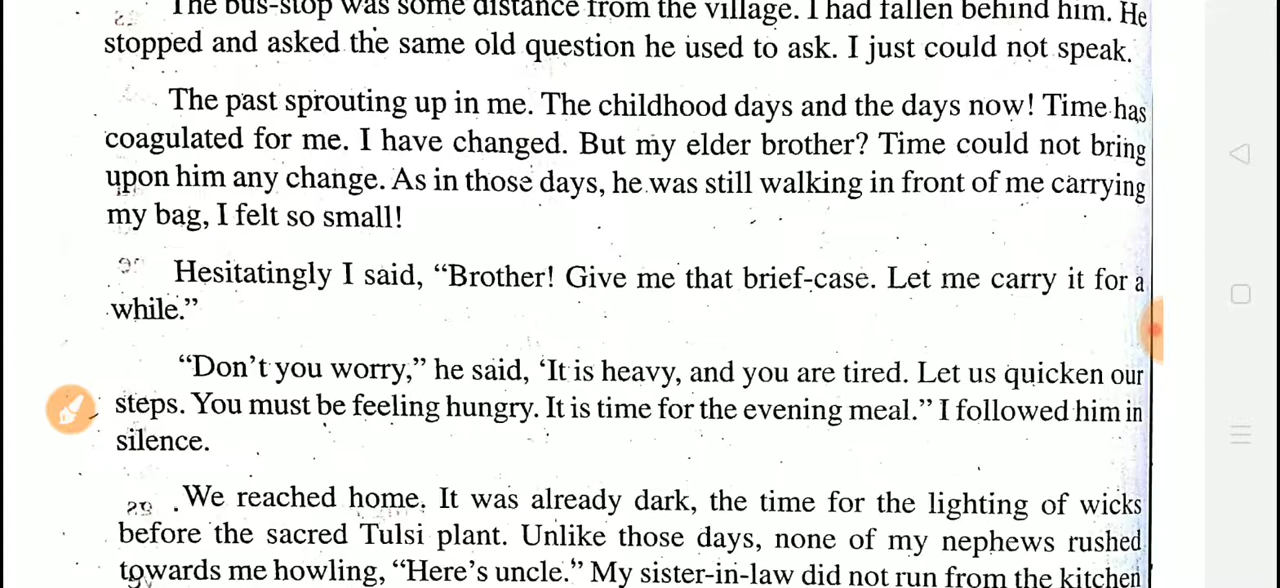 The bus-stop was some distance from the village. I had fallen behind him. He
stopped and asked the same old question he used to ask. I just could not speak.
The past sprouting up in me. The childhood days and the days now! Time has
coagulated for me. I have changed. But my elder brother? Time could not bring
upon him any change. As in those days, he was still walking in front of me carrying
my bag, I felt so small!
Hesitatingly I said, “Brother! Give me that brief-case. Let me carry it for a
while.”
“Don’t you worry,” he said, ‘It is heavy, and you are tired. Let us quicken our
steps. You must be feeling hungry. It is time for the evening meal.” I followed him in
silence.
We reached home. It was already dark, the time for the lighting of wicks
before the sacred Tulsi plant. Unlike those days, none of my nephews rushed
towards me howling, “Here’s uncle.” My sister-in-law did not run from the kitchen